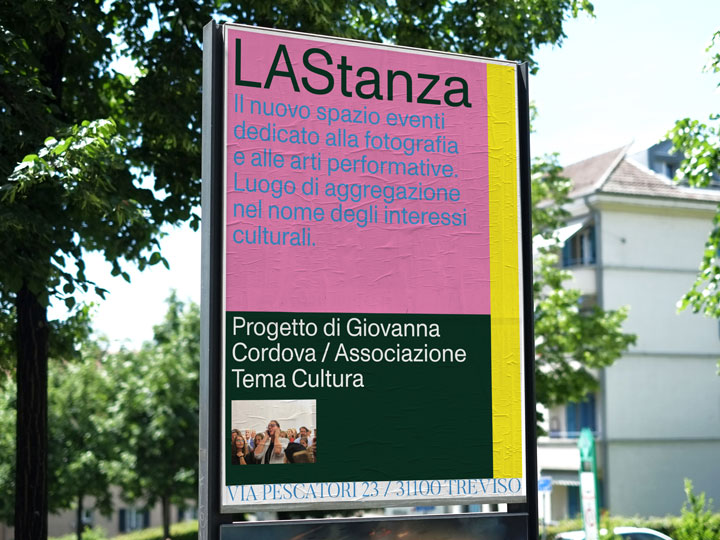 LAStanza
Il nuovo spazio eventi
dedicato alla fotografia
e alle arti performative.
Luogo di aggregazione
nel nome degli interessi
culturali.
Progetto di Giovanna
Cordova / Associazione
Tema Cultura
VIA PESCATORI 23 / 31100 TREVISO